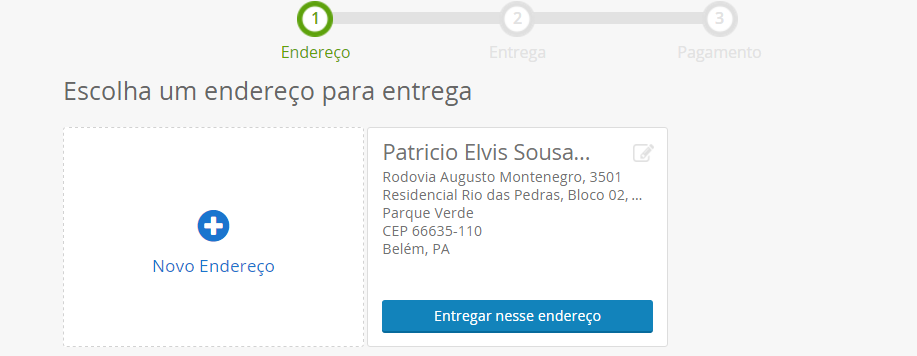 1
2
3
Endereço
Entrega
Pagamento
Escolha um endereço para entrega
Novo Endereço
Patricio Elvis Sousa...
Rodovia Augusto Montenegro, 3501
Residencial Rio das Pedras, Bloco 02, ...
Parque Verde
CEP 66635-110
Belém, PA
Entregar nesse endereço